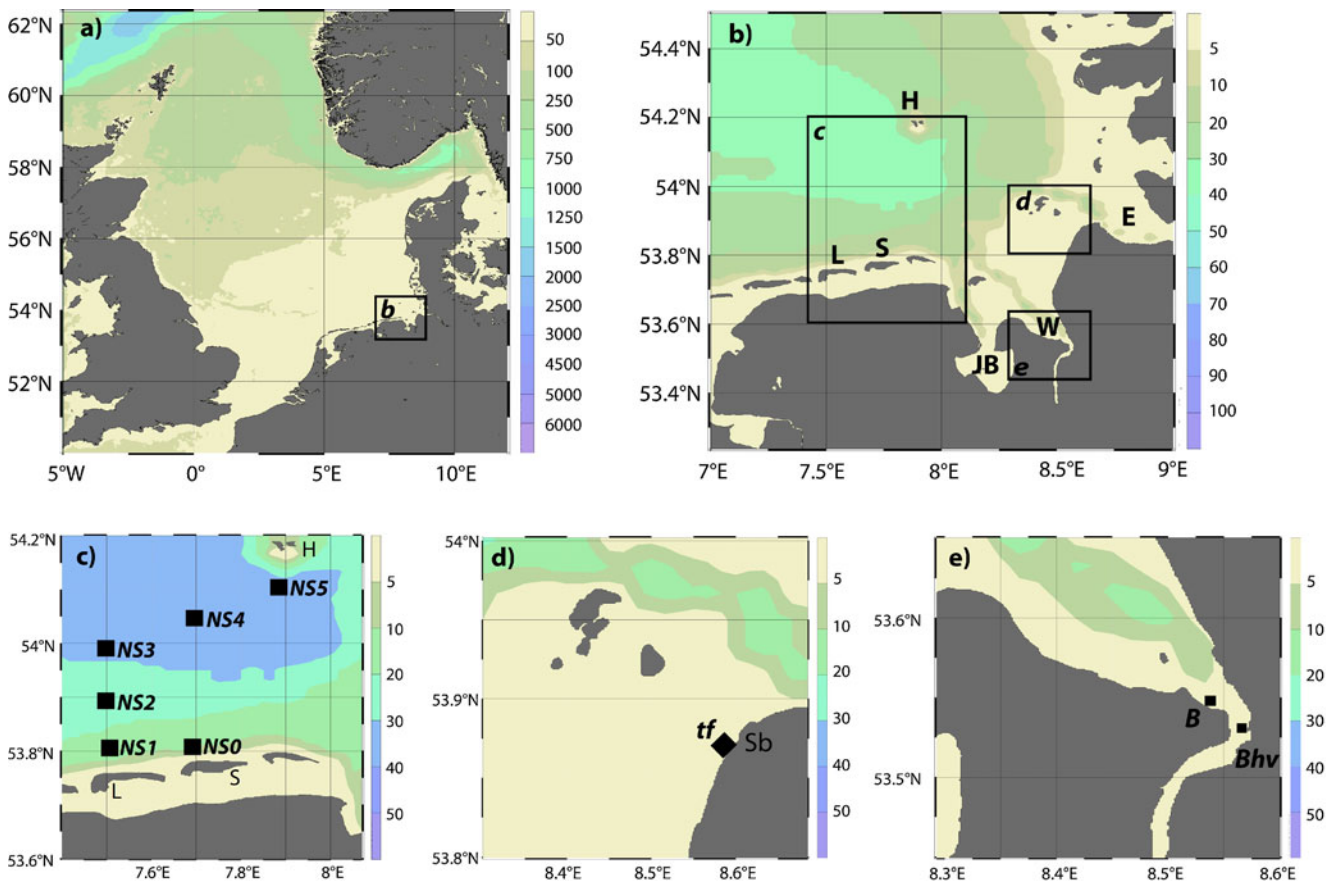 a)
62°N
60°N
58°N
56°N
54°N
52°N
5°W
0°
5°E
10°E
b
50
100
250
500
750
1000
1250
1500
2000
2500
3000
4500
5000
6000
b)
54.4°N
54.2°N
54°N
53.8°N
53.6°N
53.4°N
7°E
7.5°E
8°E
8.5°E
9°E
H
c
d
E
L
S
W
JB
e
5
10
20
30
40
50
60
70
80
90
100
c)
54.2°N
54°N
53.8°N
53.6°N
7.6°E
7.8°E
8°E
H
NS5
NS4
NS3
NS2
NS1
NS0
L
S
5
10
20
30
40
50
d)
54°N
53.9°N
53.8°N
8.4°E
8.5°E
8.6°E
tf
Sb
5
10
20
30
40
50
e)
53.6°N
53.5°N
8.3°E
8.4°E
8.5°E
8.6°E
B
Bhv
5
10
20
30
40
50